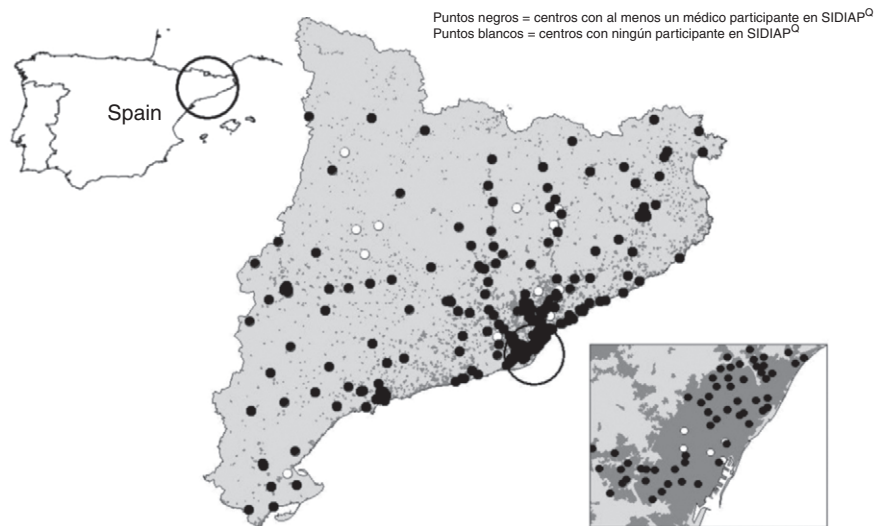 Puntos negros = centros con al menos un médico participante en SIDIAPQ
Puntos blancos = centros con ningún participante en SIDIAPQ
Spain